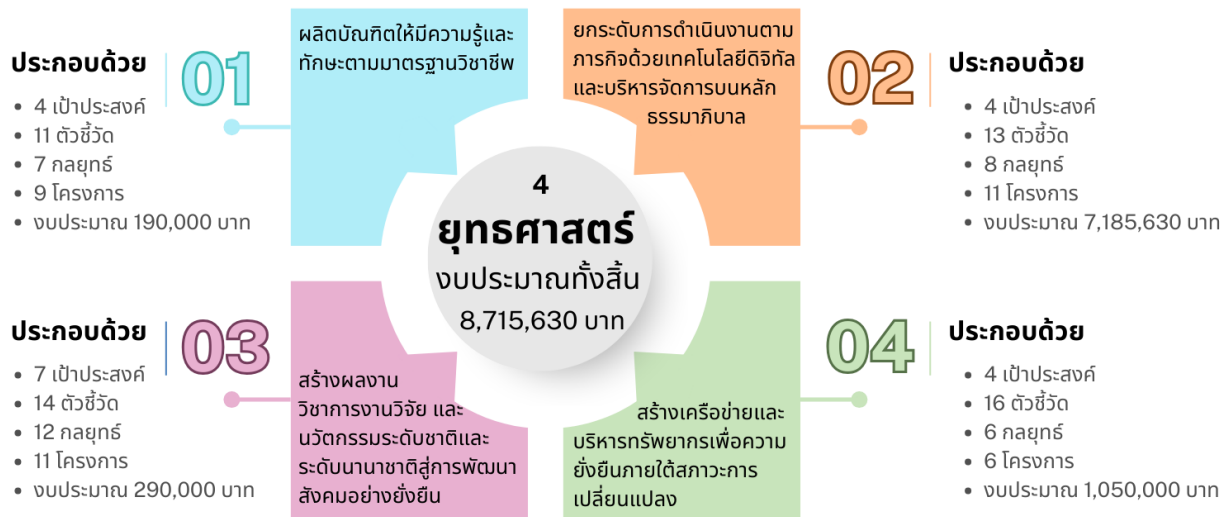 ประกอบด้วย
01
• 4 เป้าประสงค์
• 11 ตัวชี้วัด
• 7 กลยุทธ์
• 9 โครงการ
• งบประมาณ 190,000 บาท
ผลิตบัณฑิตให้มีความรู้และ
ทักษะตามมาตรฐานวิชาชีพ
ยกระดับการดำเนินงานตาม
ภารกิจด้วยเทคโนโลยีดิจิทัล
และบริหารจัดการบนหลัก
ธรรมาภิบาล
02
ประกอบด้วย
• 4 เป้าประสงค์
• 13 ตัวชี้วัด
• 8 กลยุทธ์
• 11 โครงการ
• งบประมาณ 7,185,630 บาท
4
ยุทธศาสตร์
งบประมาณทั้งสิ้น
8,715,630 บาท
ประกอบด้วย
03
• 7 เป้าประสงค์
• 14 ตัวชี้วัด
• 12 กลยุทธ์
• 11 โครงการ
• งบประมาณ 290,000 บาท
สร้างผลงาน
วิชาการงานวิจัย และ
นวัตกรรมระดับชาติและ
ระดับนานาชาติสู่การพัฒนา
สังคมอย่างยั่งยืน
สร้างเครือข่ายและ
บริหารทรัพยากรเพื่อความ
ยั่งยืนภายใต้สภาวะการ
เปลี่ยนแปลง
04
ประกอบด้วย
• 4 เป้าประสงค์
• 16 ตัวชี้วัด
• 6 กลยุทธ์
• 6 โครงการ
• งบประมาณ 1,050,000 บาท